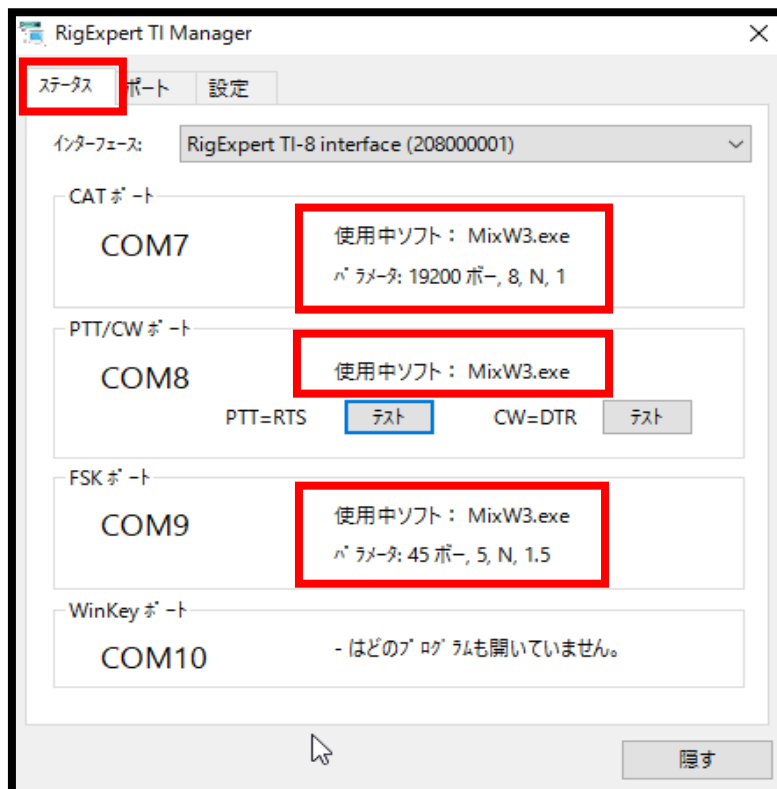 RigExpert TI Manager
ｽﾃｰﾀｽ ポート 設定
ｲﾝﾀｰﾌｪｰｽ: RigExpert TI-8 interface (208000001)
CAT ﾎﾟｰﾄ
COM7
使用中ソフト： MixW3.exe
ﾊﾟﾗﾒｰﾀ: 19200 ボー, 8, N, 1
PTT/CW ﾎﾟｰﾄ
COM8
使用中ソフト： MixW3.exe
PTT=RTS ﾃｽﾄ CW=DTR ﾃｽﾄ
FSK ﾎﾟｰﾄ
COM9
使用中ソフト： MixW3.exe
ﾊﾟﾗﾒｰﾀ: 45 ボー, 5, N, 1.5
WinKey ﾎﾟｰﾄ
COM10
- はどのﾌﾟﾛｸﾞﾗﾑも開いていません。
隠す